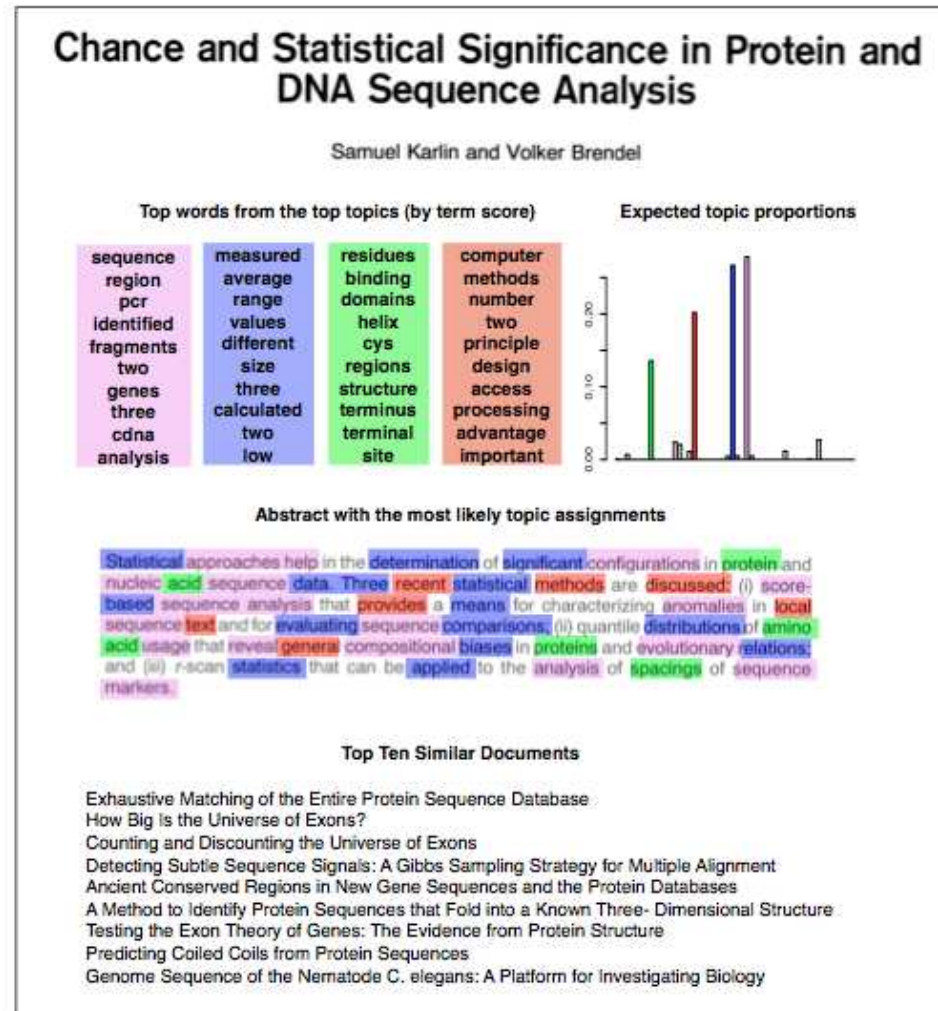 Chance and Statistical Significance in Protein and
DNA Sequence Analysis
Samuel Karlin and Volker Brendel
Top words from the top topics (by term score)
sequence
region
pcr
identified
fragments
two
genes
three
cdna
analysis
measured
average
range
values
different
size
three
calculated
two
low
residues
binding
domains
helix
cys
regions
structure
terminus
terminal
site
computer
methods
number
two
principle
design
access
processing
advantage
important
Expected topic proportions
0.20
0.10
0.00
Abstract with the most likely topic assignments
Statistical approaches help in the determination of significant configurations in protein and
nucleic acid sequence data. Three recent statistical methods are discussed: (i) score-
based sequence analysis that provides a means for characterizing anomalies in local
sequence text and for evaluating sequence comparisons; (ii) quantile distributions of amino
acid usage that reveal general compositional biases in proteins and evolutionary relations;
and (iii) r-scan statistics that can be applied to the analysis of spacings of sequence
markers.
Top Ten Similar Documents
Exhaustive Matching of the Entire Protein Sequence Database
How Big Is the Universe of Exons?
Counting and Discounting the Universe of Exons
Detecting Subtle Sequence Signals: A Gibbs Sampling Strategy for Multiple Alignment
Ancient Conserved Regions in New Gene Sequences and the Protein Databases
A Method to Identify Protein Sequences that Fold into a Known Three- Dimensional Structure
Testing the Exon Theory of Genes: The Evidence from Protein Structure
Predicting Coiled Coils from Protein Sequences
Genome Sequence of the Nematode C. elegans: A Platform for Investigating Biology